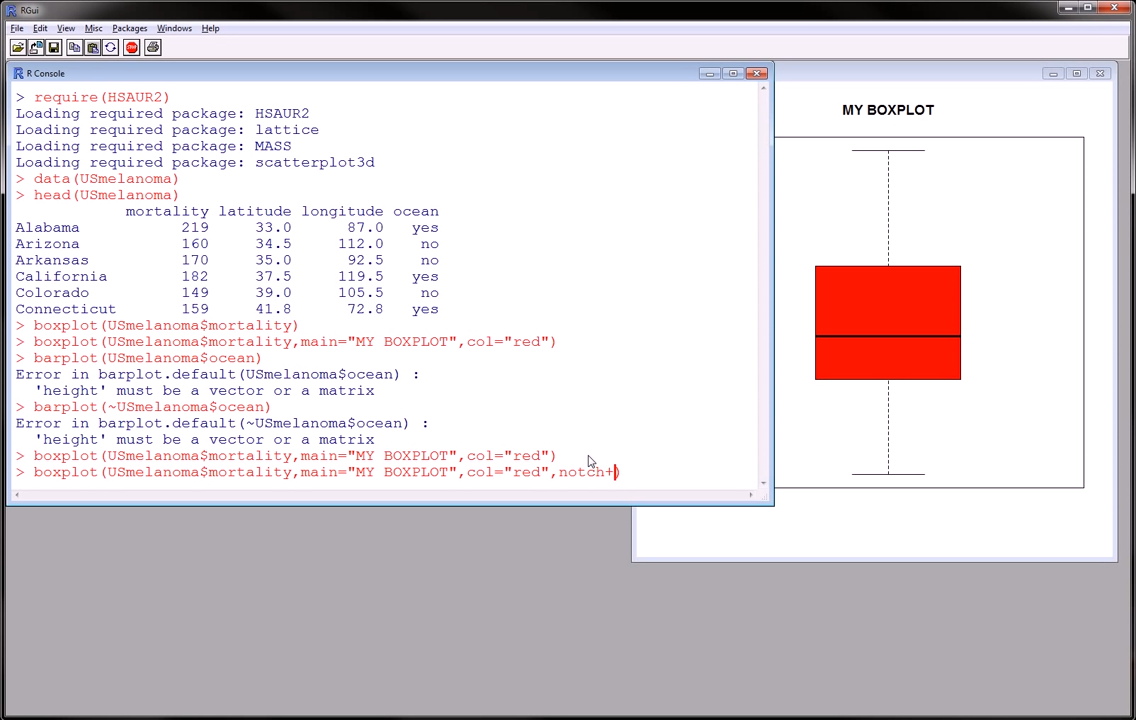 RGui
File Edit View Misc Packages Windows Help
STOP
R Console
> require(HSAUR2)
Loading required package: HSAUR2
Loading required package: lattice
Loading required package: MASS
Loading required package: scatterplot3d
> data(USmelanoma)
> head(USmelanoma)
mortality latitude longitude ocean
Alabama 219 33.0 87.0 yes
Arizona 160 34.5 112.0 no
Arkansas 170 35.0 92.5 no
California 182 37.5 119.5 yes
Colorado 149 39.0 105.5 no
Connecticut 159 41.8 72.8 yes
> boxplot(USmelanoma$mortality)
> boxplot(USmelanoma$mortality,main="MY BOXPLOT",col="red")
> barplot(USmelanoma$ocean)
Error in barplot.default(USmelanoma$ocean) :
'height' must be a vector or a matrix
> barplot(~USmelanoma$ocean)
Error in barplot.default(~USmelanoma$ocean) :
'height' must be a vector or a matrix
> boxplot(USmelanoma$mortality,main="MY BOXPLOT",col="red")
> boxplot(USmelanoma$mortality,main="MY BOXPLOT",col="red",notch+)
MY BOXPLOT